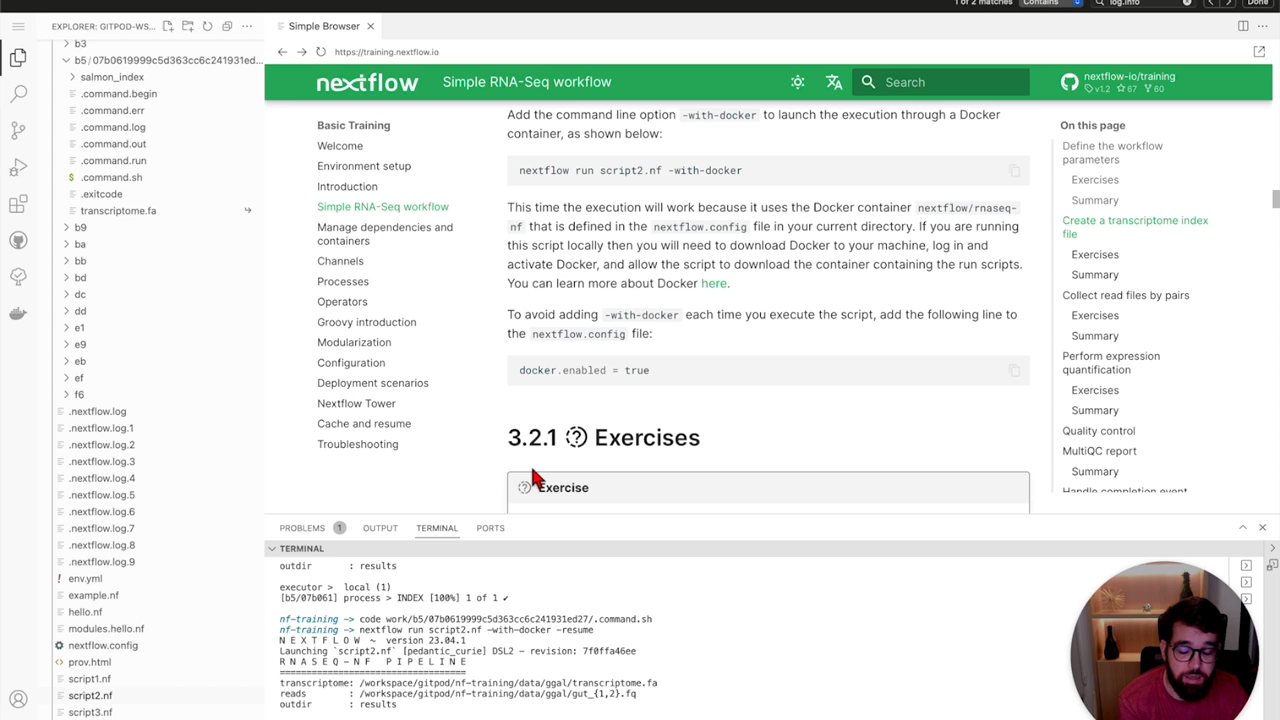 1 of 2 matches
Contains
log.info
Done
EXPLORER: GITPOD-WS...
Simple Browser
https://training.nextflow.io
nextflow
Simple RNA-Seq workflow
Search
nextflow-io/training
v1.2 67 60
b3
b5/07b0619999c5d363cc6c241931ed...
salmon_index
.command.begin
.command.err
.command.log
.command.out
.command.run
$ .command.sh
.exitcode
transcriptome.fa
b9
ba
bb
bd
dc
dd
e1
e9
eb
ef
f6
.nextflow.log
.nextflow.log.1
.nextflow.log.2
.nextflow.log.3
.nextflow.log.4
.nextflow.log.5
.nextflow.log.6
.nextflow.log.7
.nextflow.log.8
.nextflow.log.9
! env.yml
example.nf
hello.nf
modules.hello.nf
nextflow.config
prov.html
script1.nf
script2.nf
script3.nf
Basic Training
Welcome
Environment setup
Introduction
Simple RNA-Seq workflow
Manage dependencies and
containers
Channels
Processes
Operators
Groovy introduction
Modularization
Configuration
Deployment scenarios
Nextflow Tower
Cache and resume
Troubleshooting
Add the command line option -with-docker to launch the execution through a Docker
container, as shown below:
nextflow run script2.nf -with-docker
This time the execution will work because it uses the Docker container nextflow/rnaseq-
nf that is defined in the nextflow.config file in your current directory. If you are running
this script locally then you will need to download Docker to your machine, log in and
activate Docker, and allow the script to download the container containing the run scripts.
You can learn more about Docker here.
To avoid adding -with-docker each time you execute the script, add the following line to
the nextflow.config file:
docker.enabled = true
3.2.1 Exercises
Exercise
On this page
Define the workflow
parameters
Exercises
Summary
Create a transcriptome index
file
Exercises
Summary
Collect read files by pairs
Exercises
Summary
Perform expression
quantification
Exercises
Summary
Quality control
MultiQC report
Summary
Handle completion event
PROBLEMS 1 OUTPUT TERMINAL PORTS
TERMINAL
outdir : results
executor > local (1)
[b5/07b061] process > INDEX [100%] 1 of 1 ✔
nf-training -> code work/b5/07b0619999c5d363cc6c241931ed27/.command.sh
nf-training -> nextflow run script2.nf -with-docker -resume
N E X T F L O W ~ version 23.04.1
Launching `script2.nf` [pedantic_curie] DSL2 - revision: 7f0ffa46ee
R N A S E Q - N F P I P E L I N E
===================================
transcriptome: /workspace/gitpod/nf-training/data/ggal/transcriptome.fa
reads : /workspace/gitpod/nf-training/data/ggal/gut_{1,2}.fq
outdir : results